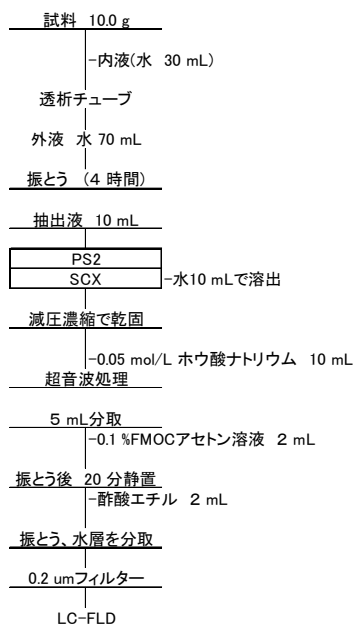 試料 10.0 g
-内液(水 30 mL)
透析チューブ
外液 水 70 mL
振とう (4 時間)
抽出液 10 mL
PS2
SCX
-水10 mLで溶出
減圧濃縮で乾固
-0.05 mol/L ホウ酸ナトリウム 10 mL
超音波処理
5 mL分取
-0.1 %FMOCアセトン溶液 2 mL
振とう後 20 分静置
-酢酸エチル 2 mL
振とう、水層を分取
0.2 umフィルター
LC-FLD